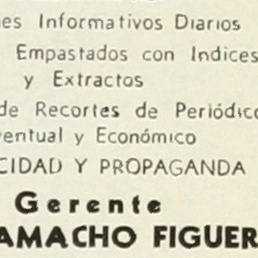 es Informativos Diarios
Empastados con Indices
y Extractos
de Recortes de Periódic
ventual y Económico
CIDAD Y PROPAGANDA
Gerente
AMACHO FIGUER